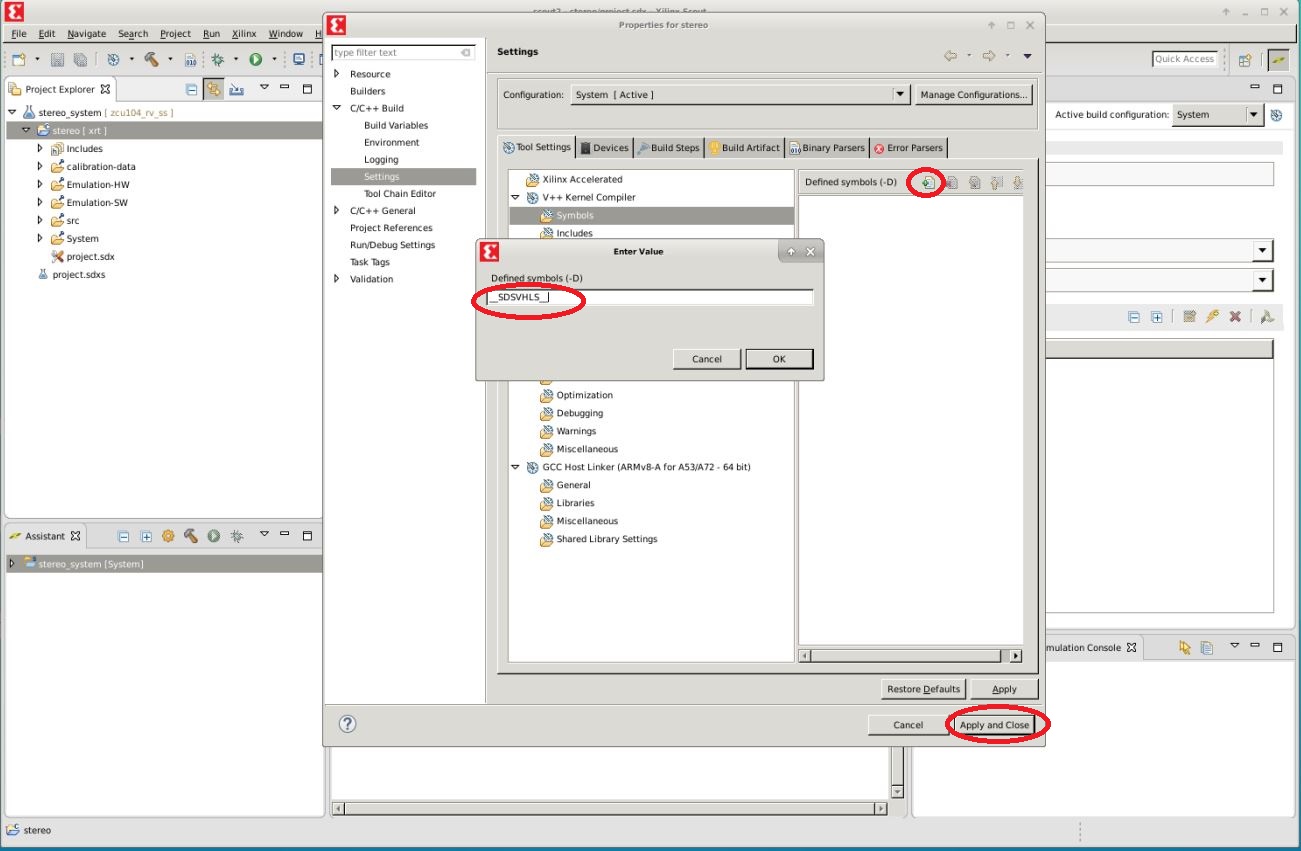 scout2 - stereo/project.sdx - Xilinx Scout
File Edit Navigate Search Project Run Xilinx Window H
Quick Access
Project Explorer
stereo_system [ zcu104_rv_ss ]
stereo [ xrt ]
Includes
calibration-data
Emulation-HW
Emulation-SW
src
System
project.sdx
project.sdxs
Assistant
stereo_system [System]
stereo
Properties for stereo
type filter text
Resource
Builders
C/C++ Build
Build Variables
Environment
Logging
Settings
Tool Chain Editor
C/C++ General
Project References
Run/Debug Settings
Task Tags
Validation
Settings
Configuration: System [ Active ] Manage Configurations...
Tool Settings Devices Build Steps Build Artifact Binary Parsers Error Parsers
Xilinx Accelerated
V++ Kernel Compiler
Symbols
Includes
Defined symbols (-D)
Enter Value
Defined symbols (-D)
__SDSVHLS__
Cancel OK
Optimization
Debugging
Warnings
Miscellaneous
GCC Host Linker (ARMv8-A for A53/A72 - 64 bit)
General
Libraries
Miscellaneous
Shared Library Settings
Restore Defaults Apply
Cancel Apply and Close
Active build configuration: System
mulation Console